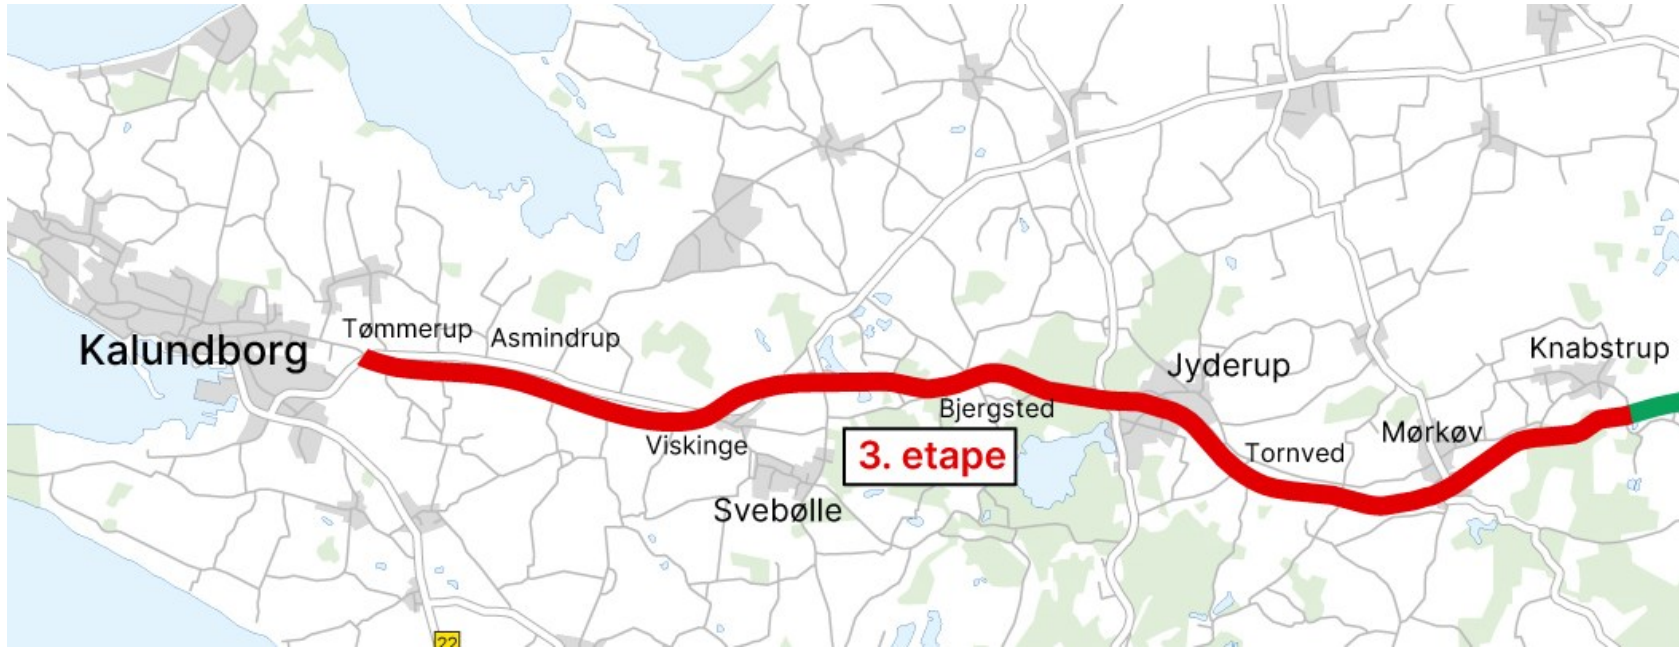 Tømmerup
Asmindrup
Kalundborg
Knabstrup
Jyderup
Bjergsted
Mørkøv
Viskinge
Tornved
3. etape
Svebølle
22